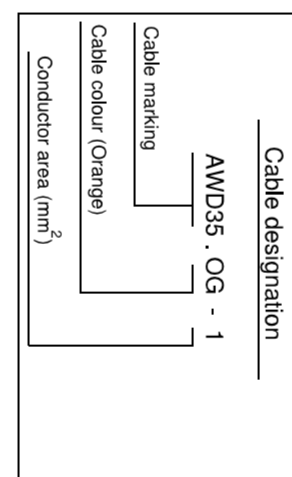 Cable designation
AWD35 . OG - 1
Cable marking
Cable colour (Orange)
Conductor area (mm²)